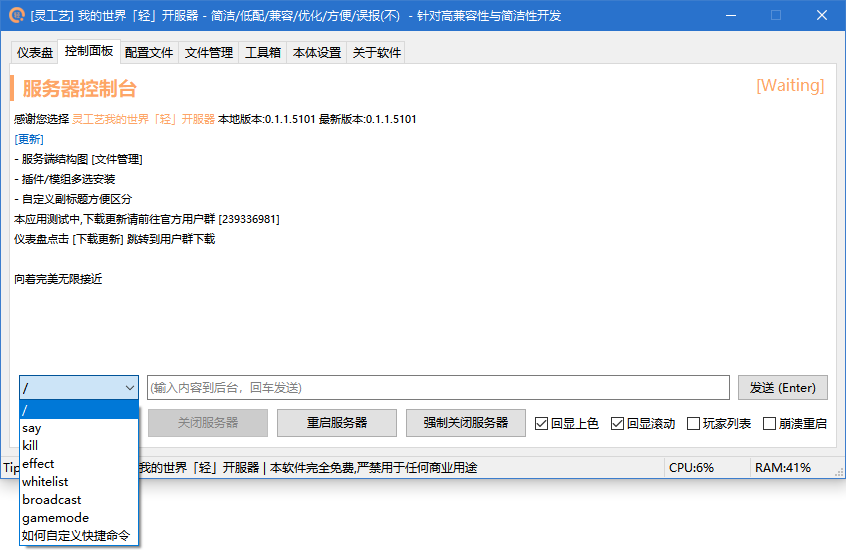 [灵工艺] 我的世界「轻」开服器 - 简洁/低配/兼容/优化/方便/误报(不) - 针对高兼容性与简洁性开发
仪表盘 控制面板 配置文件 文件管理 工具箱 本体设置 关于软件
服务器控制台 [Waiting]
感谢您选择 灵工艺我的世界「轻」开服器 本地版本:0.1.1.5101 最新版本:0.1.1.5101
[更新]
- 服务端结构图 [文件管理]
- 插件/模组多选安装
- 自定义副标题方便区分
本应用测试中,下载更新请前往官方用户群 [239336981]
仪表盘点击 [下载更新] 跳转到用户群下载
向着完美无限接近
/ (输入内容到后台，回车发送) 发送 (Enter)
/
关闭服务器 重启服务器 强制关闭服务器 回显上色 回显滚动 玩家列表 崩溃重启
say
kill
effect
Tip 我的世界「轻」开服器 | 本软件完全免费,严禁用于任何商业用途 CPU:6% RAM:41%
whitelist
broadcast
gamemode
如何自定义快捷命令